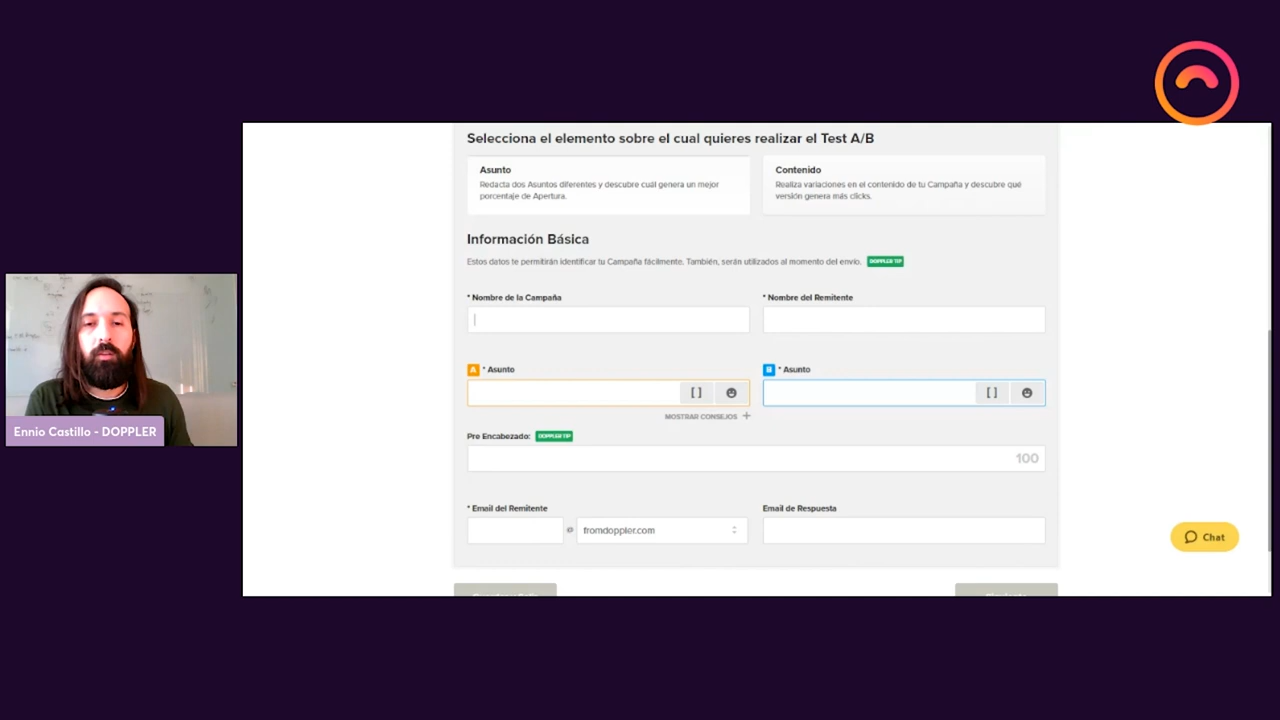 Selecciona el elemento sobre el cual quieres realizar el Test A/B
Asunto
Redacta dos Asuntos diferentes y descubre cuál genera un mejor
porcentaje de Apertura.
Contenido
Realiza variaciones en el contenido de tu Campaña y descubre qué
versión genera más clicks.
Información Básica
Estos datos te permitirán identificar tu Campaña fácilmente. También, serán utilizados al momento del envío. DOPPLER TIP
* Nombre de la Campaña
* Nombre del Remitente
A * Asunto
B * Asunto
[ ]
[ ]
MOSTRAR CONSEJOS +
Pre Encabezado: DOPPLER TIP
100
* Email del Remitente
Email de Respuesta
@ fromdoppler.com
Chat
Ennio Castillo - DOPPLER